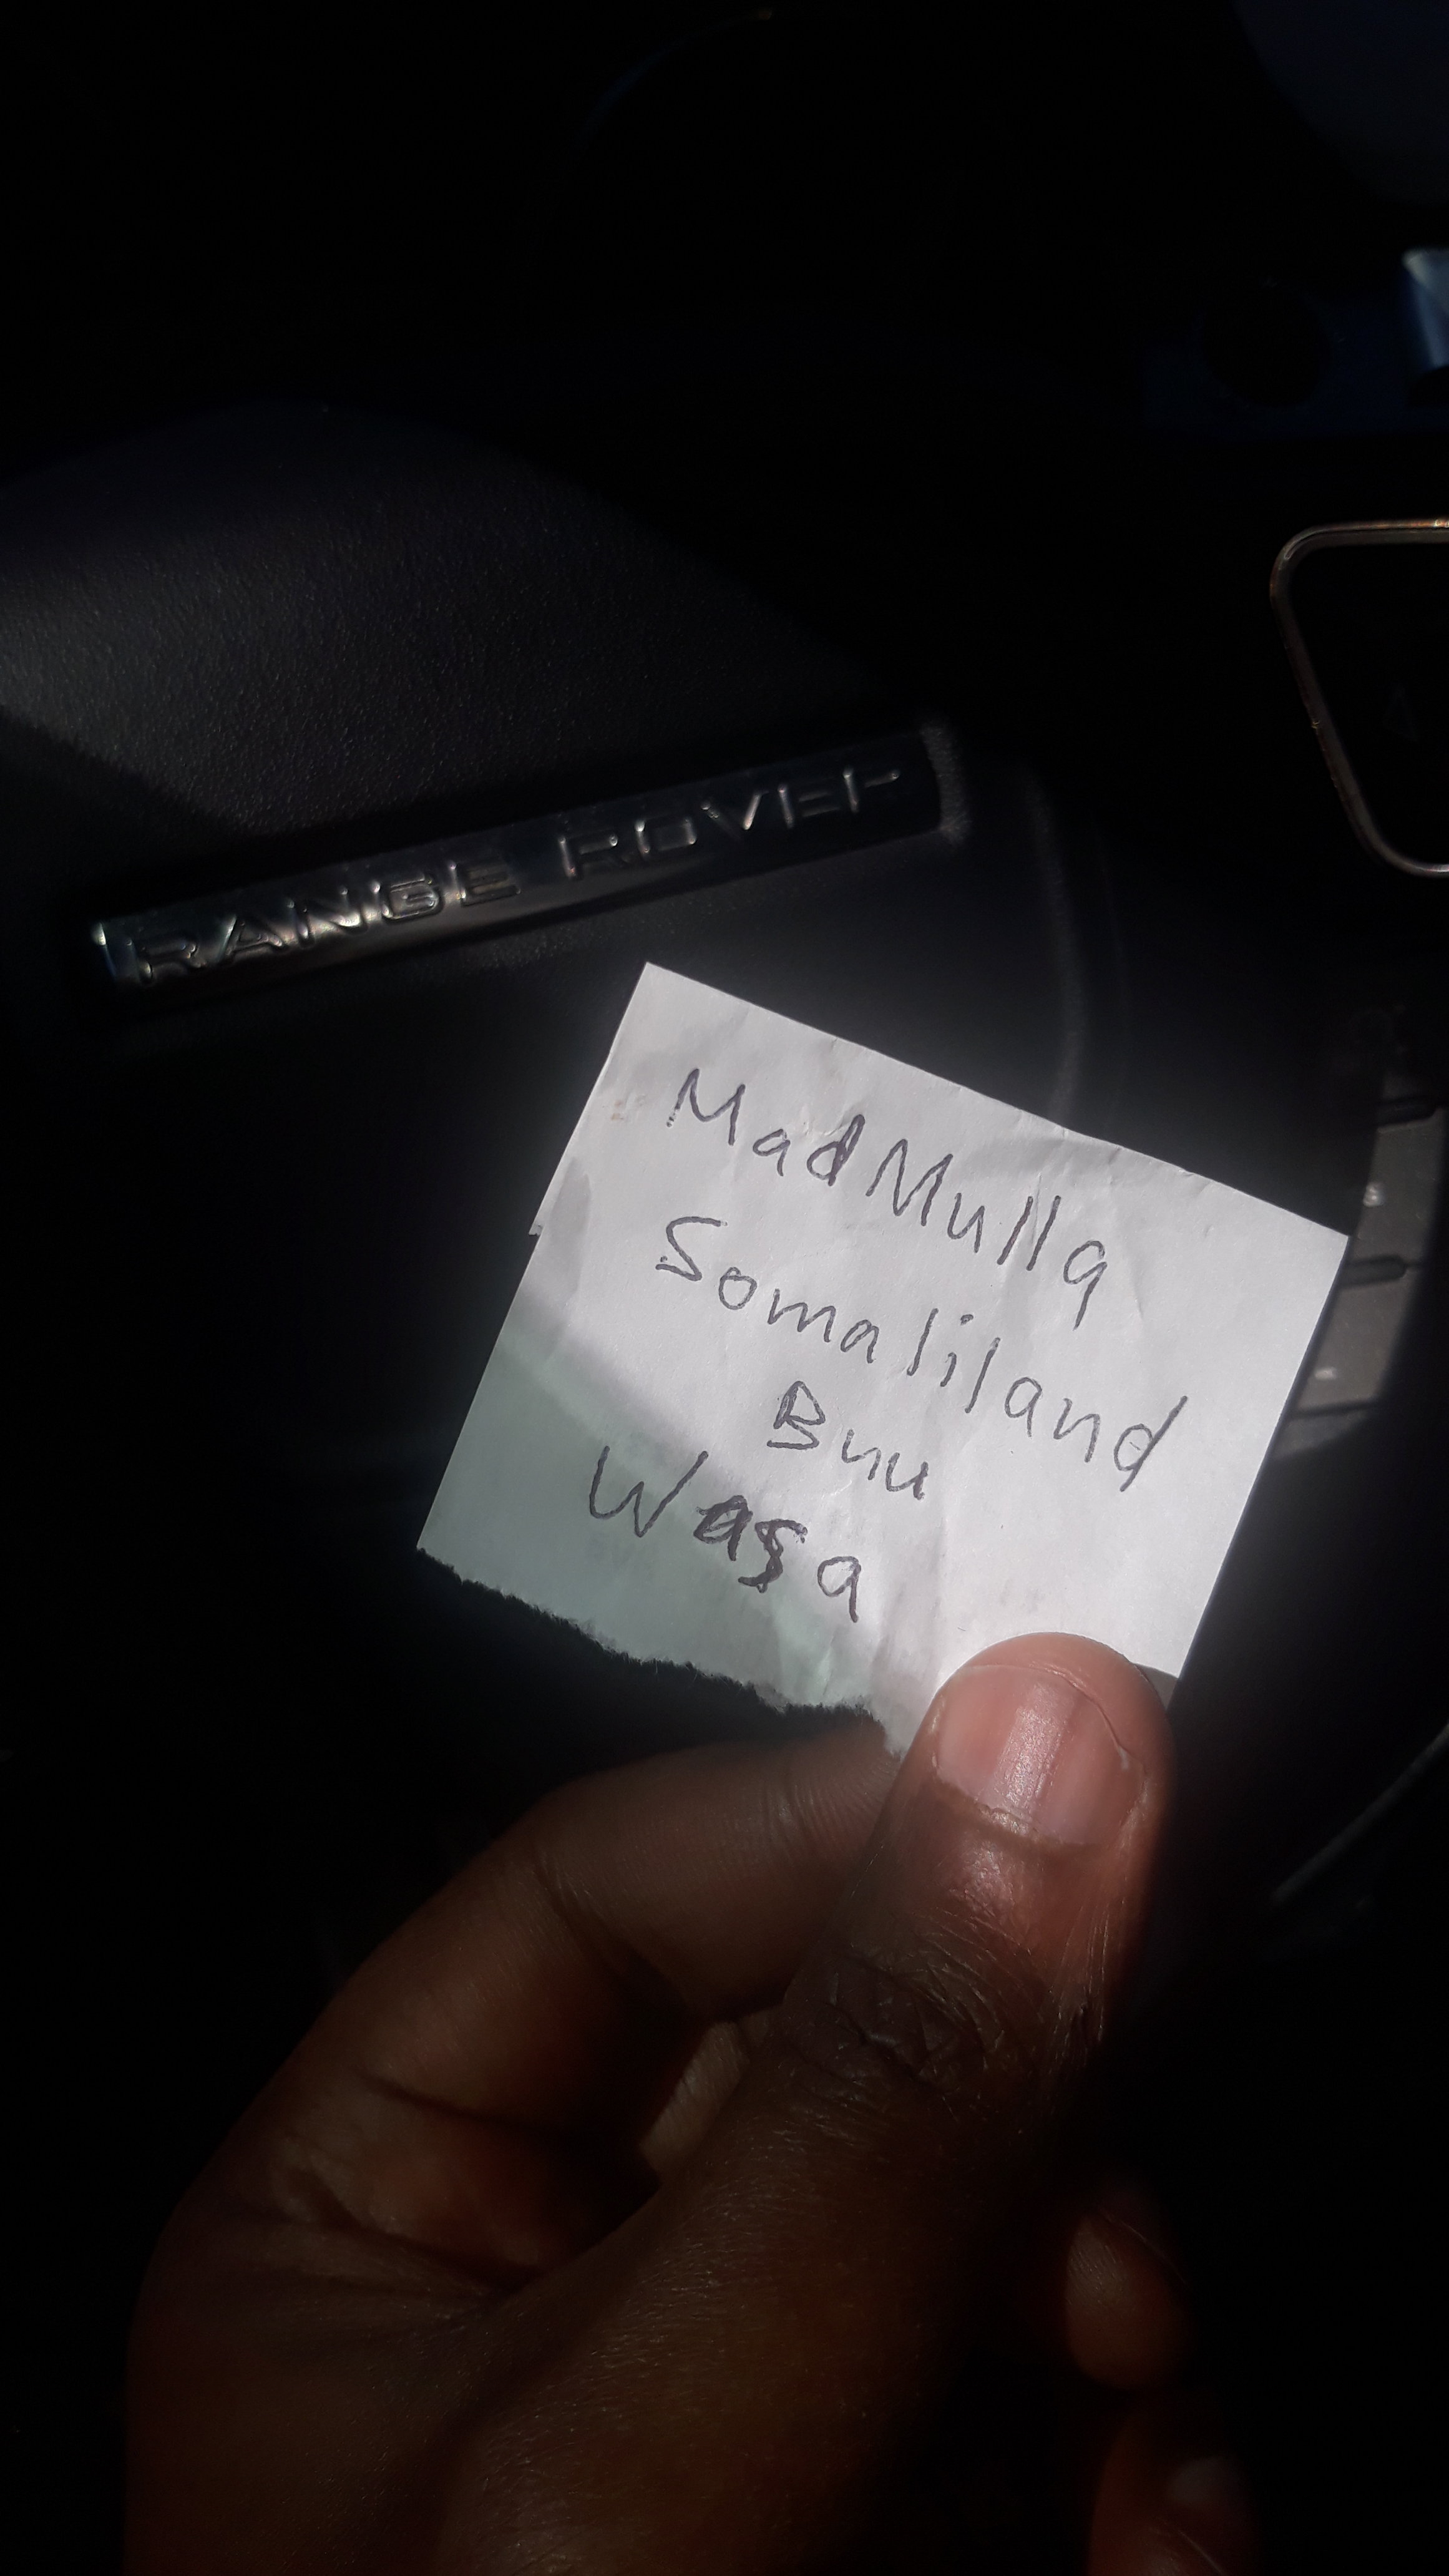 RANGE ROVER
MadMulla
Somaliland
Buu
Wasa